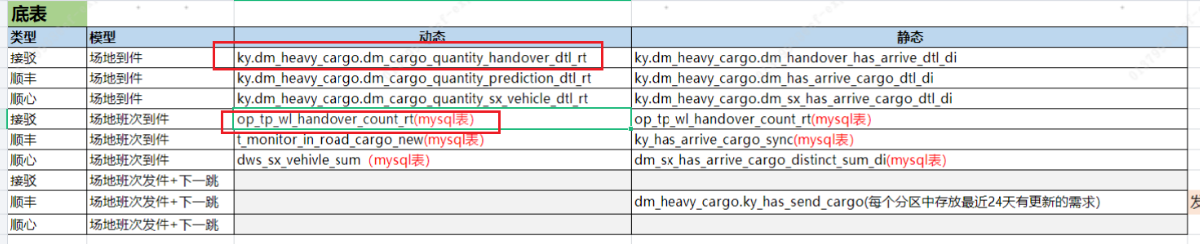 底表
类型 模型 动态 静态
接驳 场地到件 ky.dm_heavy_cargo.dm_cargo_quantity_handover_dtl_rt ky.dm_heavy_cargo.dm_handover_has_arrive_dtl_di
顺丰 场地到件 ky.dm_heavy_cargo.dm_cargo_quantity_prediction_dtl_rt ky.dm_heavy_cargo.dm_has_arrive_cargo_dtl_di
顺心 场地到件 ky.dm_heavy_cargo.dm_cargo_quantity_sx_vehicle_dtl_rt ky.dm_heavy_cargo.dm_sx_has_arrive_cargo_dtl_di
接驳 场地班次到件 op_tp_wl_handover_count_rt(mysql表) op_tp_wl_handover_count_rt(mysql表)
顺丰 场地班次到件 t_monitor_in_road_cargo_new(mysql表) ky_has_arrive_cargo_sync(mysql表)
顺心 场地班次到件 dws_sx_vehivle_sum（mysql表） dm_sx_has_arrive_cargo_distinct_sum_di(mysql表)
接驳 场地班次发件+下一跳
顺丰 场地班次发件+下一跳 dm_heavy_cargo.ky_has_send_cargo(每个分区中存放最近24天有更新的需求) 发
顺心 场地班次发件+下一跳